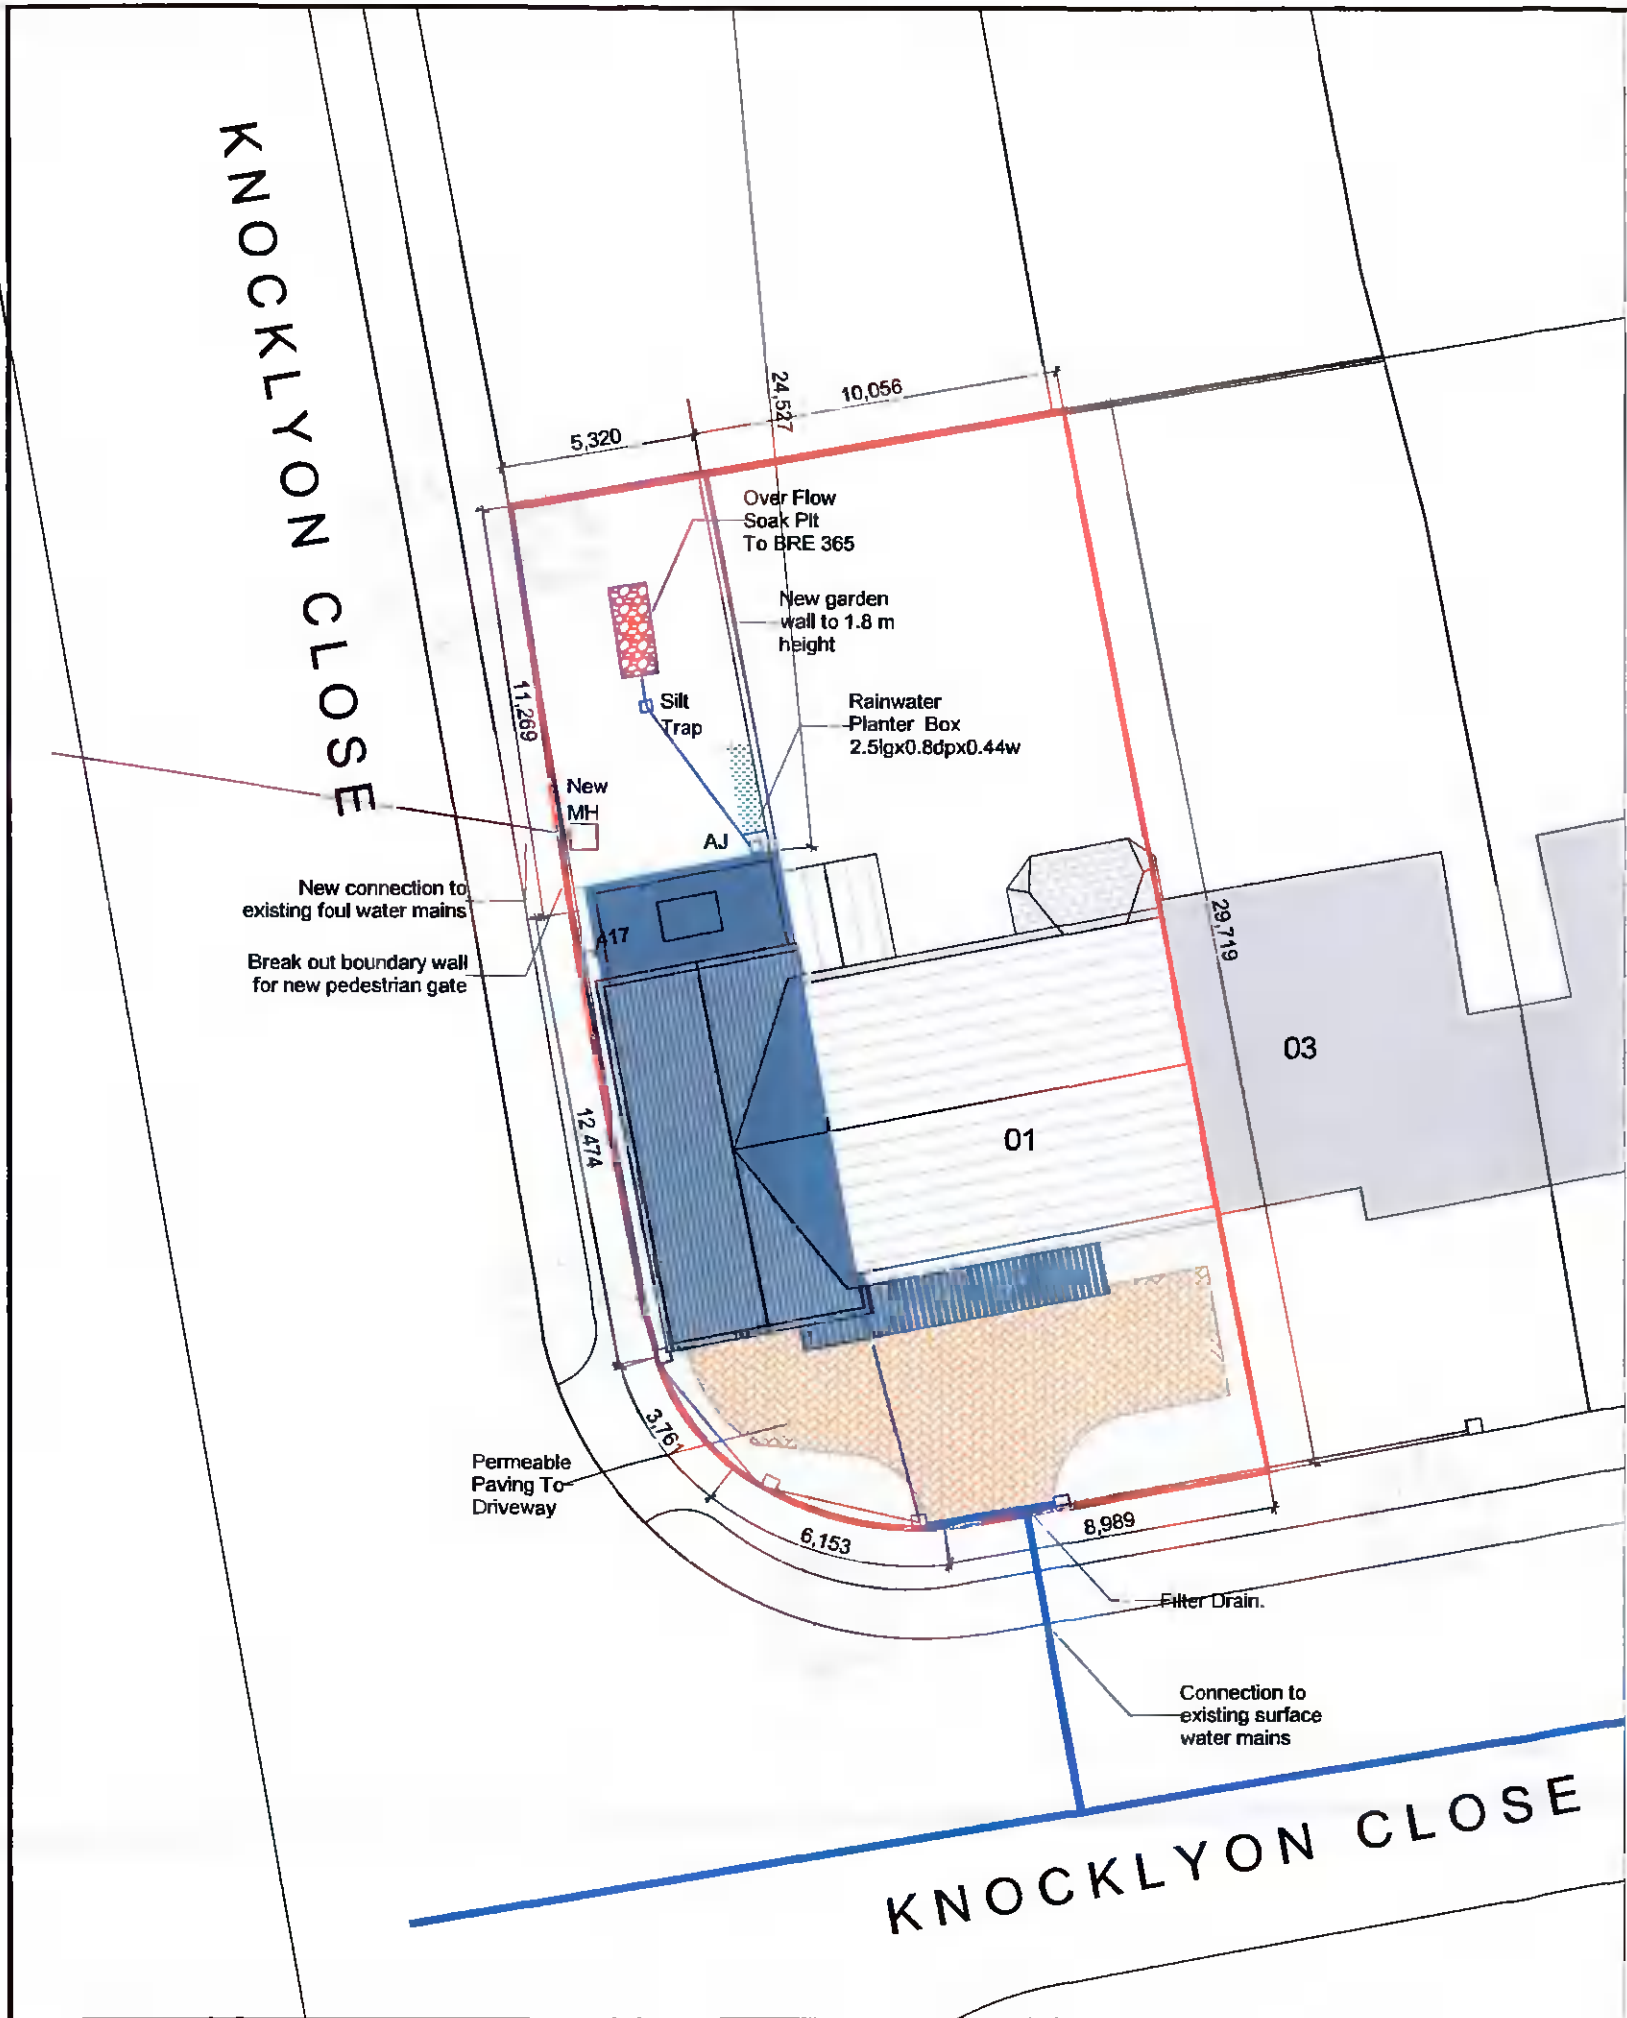 KNOCKLYON CLOSE
24,527
10,056
5,320
Over Flow
Soak Pit
To BRE 365
New garden
wall to 1.8 m
height
11,269
Silt
Trap
Rainwater
Planter Box
2.5lgx0.8dpx0.44w
New
MH
AJ
New connection to
existing foul water mains
Break out boundary wall
for new pedestrian gate
29,719
03
01
12,474
3,761
Permeable
Paving To
Driveway
6,153
8,989
Filter Drain.
Connection to
existing surface
water mains
KNOCKLYON CLOSE